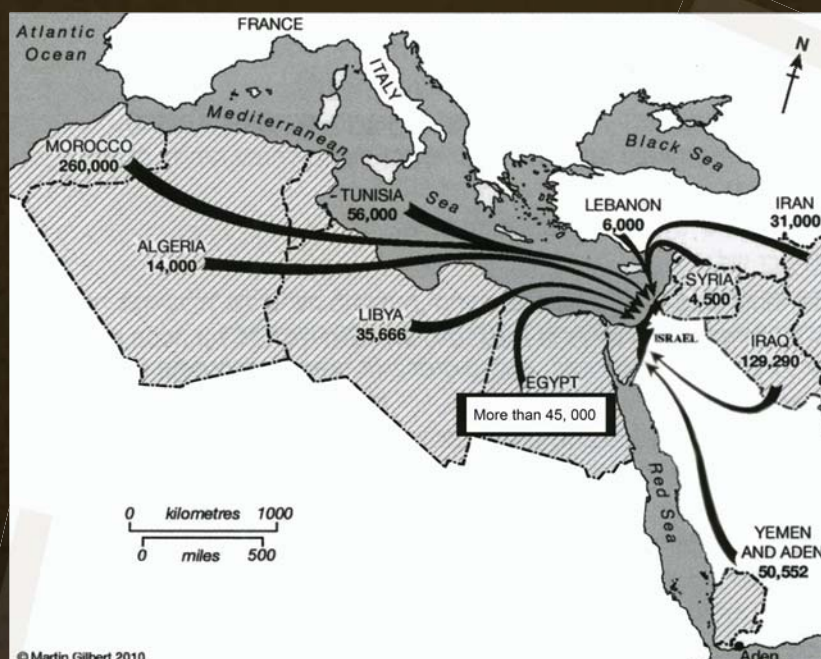 Atlantic
Ocean
FRANCE
ITALY
N
Mediterranean
Sea
Black Sea
MOROCCO
260,000
TUNISIA
56,000
LEBANON
6,000
IRAN
31,000
ALGERIA
14,000
SYRIA
4,500
LIBYA
35,666
ISRAEL
IRAQ
129,290
EGYPT
More than 45, 000
Red Sea
0 kilometres 1000
0 miles 500
YEMEN
AND ADEN
50,552
Aden
© Martin Gilbert 2010